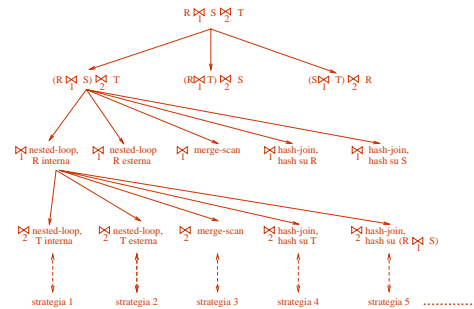 R ⋈1 S ⋈2 T
(R ⋈1 S) ⋈2 T
(R ⋈1 T) ⋈2 S
(S ⋈1 T) ⋈2 R
⋈1 nested-loop,
R interna
⋈1 nested-loop
R esterna
⋈1 merge-scan
⋈1 hash-join,
hash su R
⋈1 hash-join,
hash su S
⋈2 nested-loop,
T interna
⋈2 nested-loop,
T esterna
⋈2 merge-scan
⋈2 hash-join,
hash su T
⋈2 hash-join,
hash su (R ⋈1 S)
strategia 1
strategia 2
strategia 3
strategia 4
strategia 5 ............